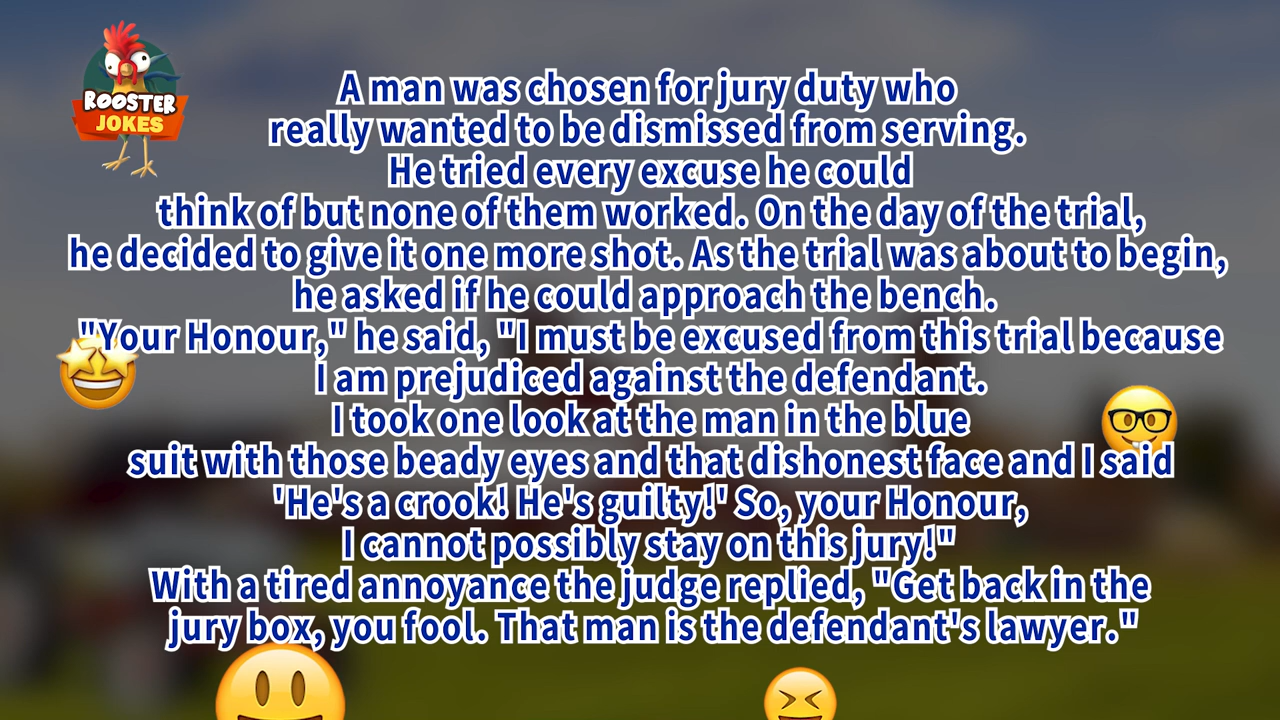 ROOSTER
JOKES
A man was chosen for jury duty who
really wanted to be dismissed from serving.
He tried every excuse he could
think of but none of them worked. On the day of the trial,
he decided to give it one more shot. As the trial was about to begin,
he asked if he could approach the bench.
"Your Honour," he said, "I must be excused from this trial because
I am prejudiced against the defendant.
I took one look at the man in the blue
suit with those beady eyes and that dishonest face and I said
'He's a crook! He's guilty!' So, your Honour,
I cannot possibly stay on this jury!"
With a tired annoyance the judge replied, "Get back in the
jury box, you fool. That man is the defendant's lawyer."